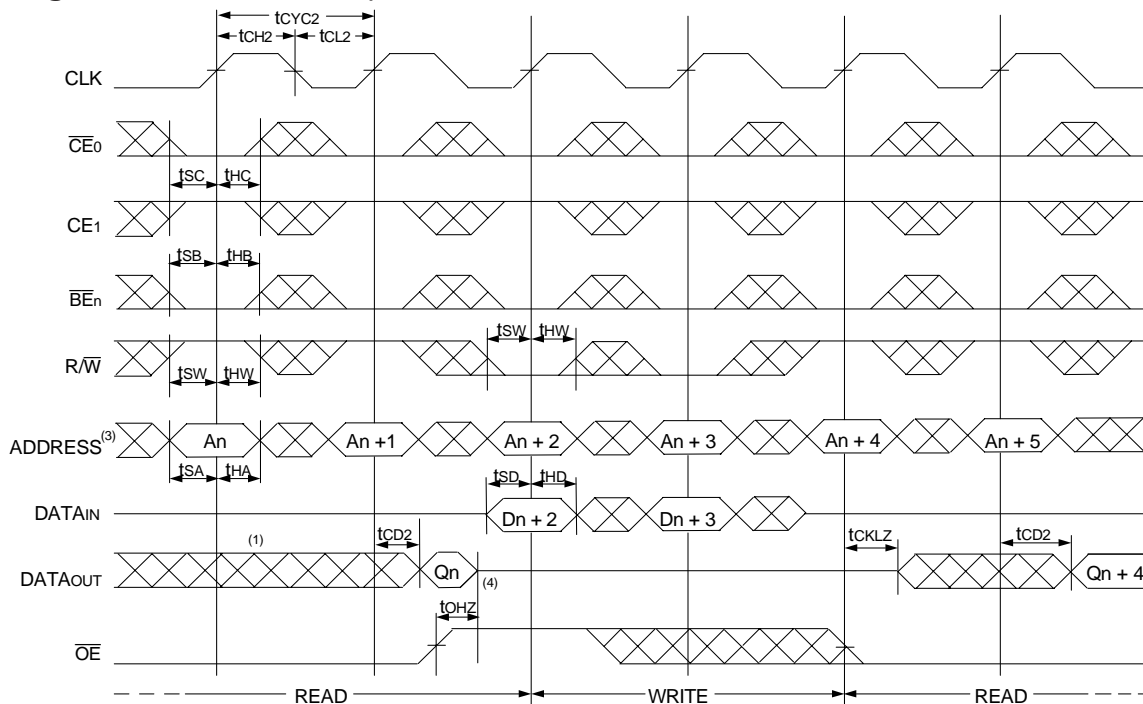 tCYC2
tCH2 tCL2
CLK
CE0
tSC tHC
CE1
tSB tHB
BEn
tSW tHW
R/W
tSW tHW
ADDRESS(3) An An +1 An + 2 An + 3 An + 4 An + 5
tSA tHA
tSD tHD
DATAIN Dn + 2 Dn + 3
(1) tCD2 tCKLZ tCD2
DATAOUT Qn (4) Qn + 4
tOHZ
OE
READ WRITE READ